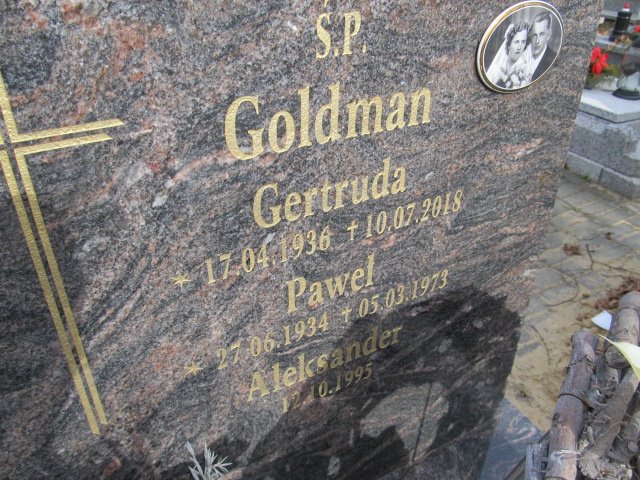 Ś.P.
Goldman
Gertruda
* 17.04.1936 + 10.07.2018
Paweł
* 27.06.1934 + 05.03.1973
Aleksander
12.10.1995